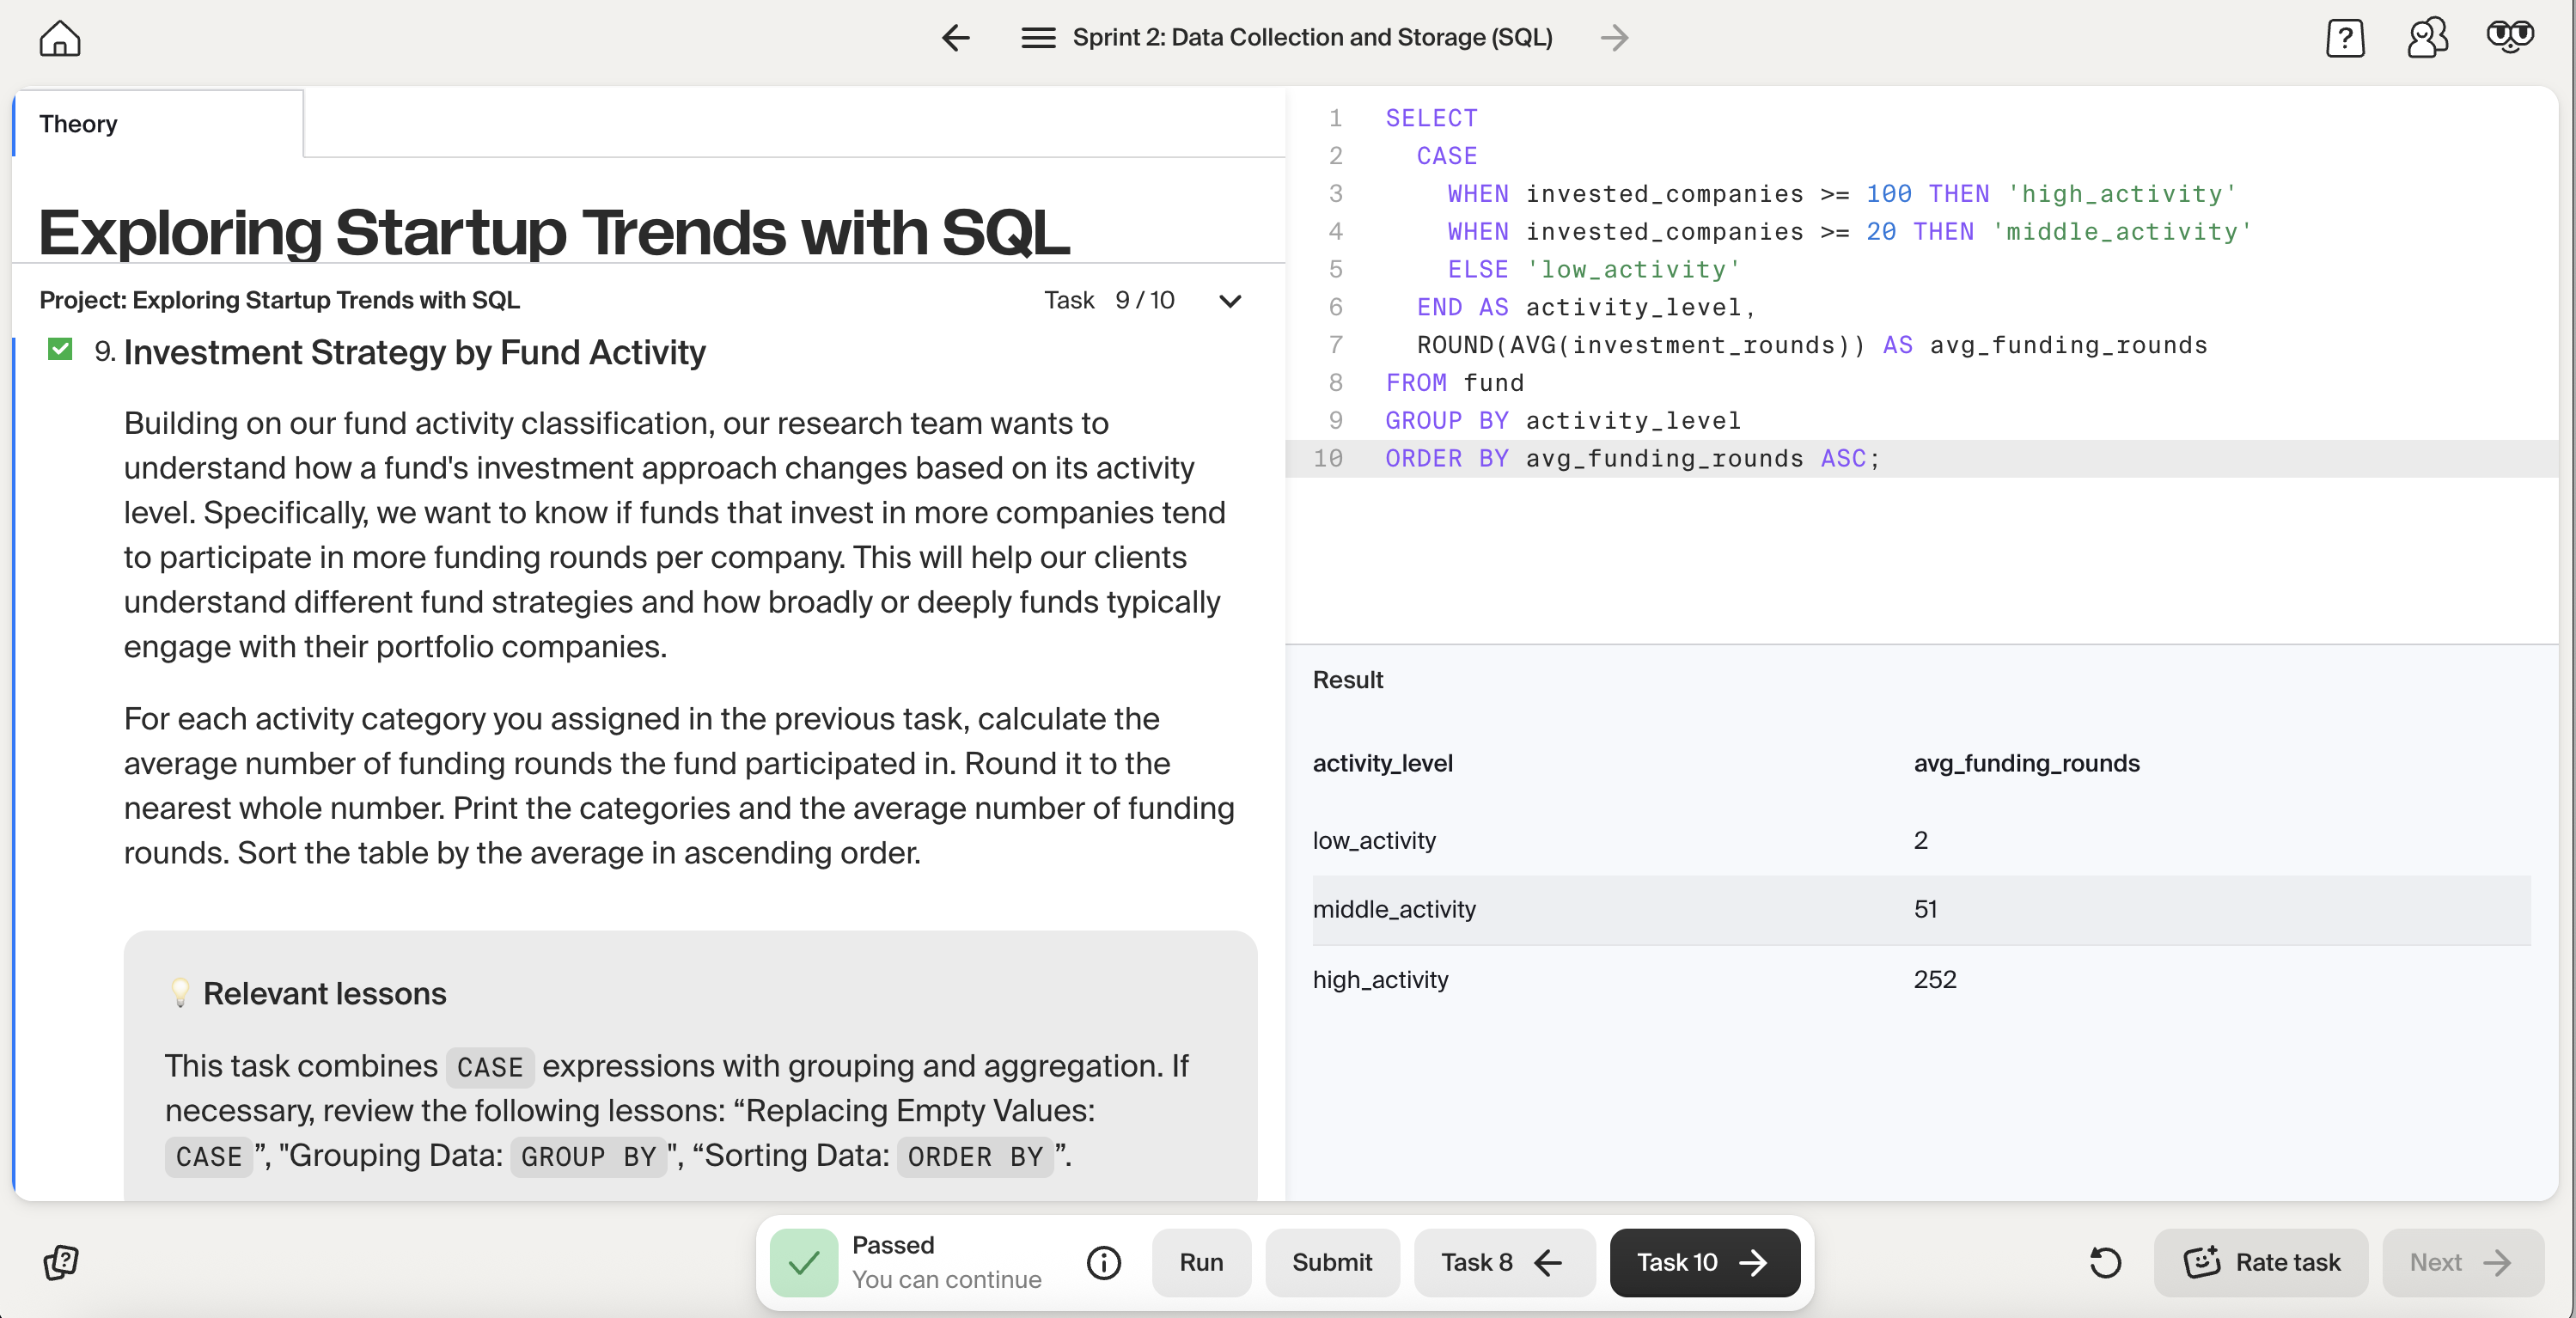 Sprint 2: Data Collection and Storage (SQL)
?
Theory
Exploring Startup Trends with SQL
Project: Exploring Startup Trends with SQL
Task 9 / 10
9. Investment Strategy by Fund Activity
Building on our fund activity classification, our research team wants to
understand how a fund's investment approach changes based on its activity
level. Specifically, we want to know if funds that invest in more companies tend
to participate in more funding rounds per company. This will help our clients
understand different fund strategies and how broadly or deeply funds typically
engage with their portfolio companies.
For each activity category you assigned in the previous task, calculate the
average number of funding rounds the fund participated in. Round it to the
nearest whole number. Print the categories and the average number of funding
rounds. Sort the table by the average in ascending order.
Relevant lessons
This task combines CASE expressions with grouping and aggregation. If
necessary, review the following lessons: “Replacing Empty Values:
CASE ”, "Grouping Data: GROUP BY ", “Sorting Data: ORDER BY ”.
1 SELECT
2 CASE
3 WHEN invested_companies >= 100 THEN 'high_activity'
4 WHEN invested_companies >= 20 THEN 'middle_activity'
5 ELSE 'low_activity'
6 END AS activity_level,
7 ROUND(AVG(investment_rounds)) AS avg_funding_rounds
8 FROM fund
9 GROUP BY activity_level
10 ORDER BY avg_funding_rounds ASC;
Result
activity_level avg_funding_rounds
low_activity 2
middle_activity 51
high_activity 252
?
Passed
You can continue
Run
Submit
Task 8
Task 10
Rate task
Next